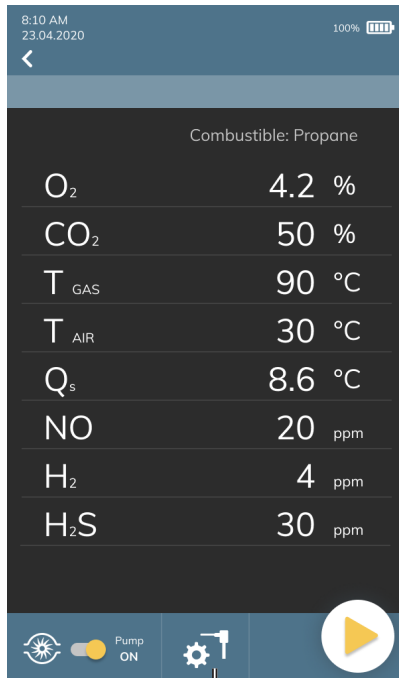 8:10 AM
100%
23.04.2020
Combustible: Propane
O₂ 4.2 %
CO₂ 50 %
T GAS 90 °C
T AIR 30 °C
Qs 8.6 °C
NO 20 ppm
H₂ 4 ppm
H₂S 30 ppm
Pump
ON